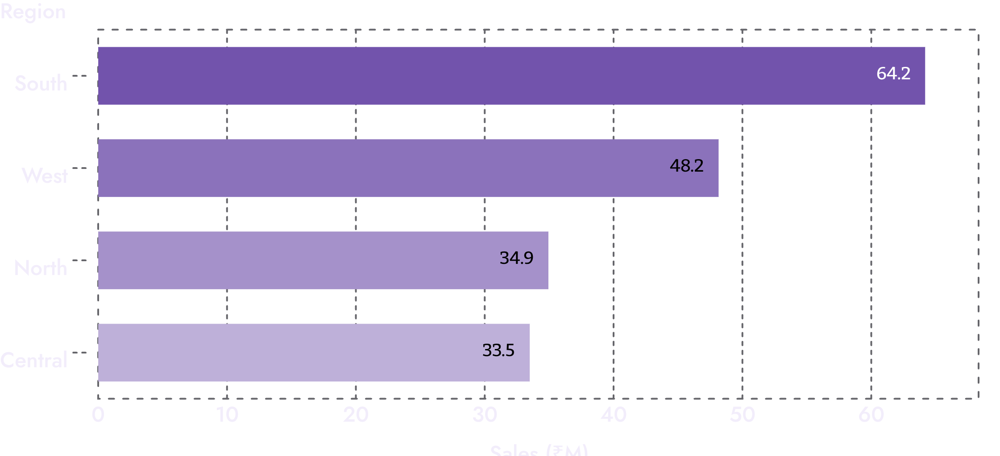 Region
South
64.2
West
48.2
North
34.9
Central
33.5
0 10 20 30 40 50 60
Sales (₹M)